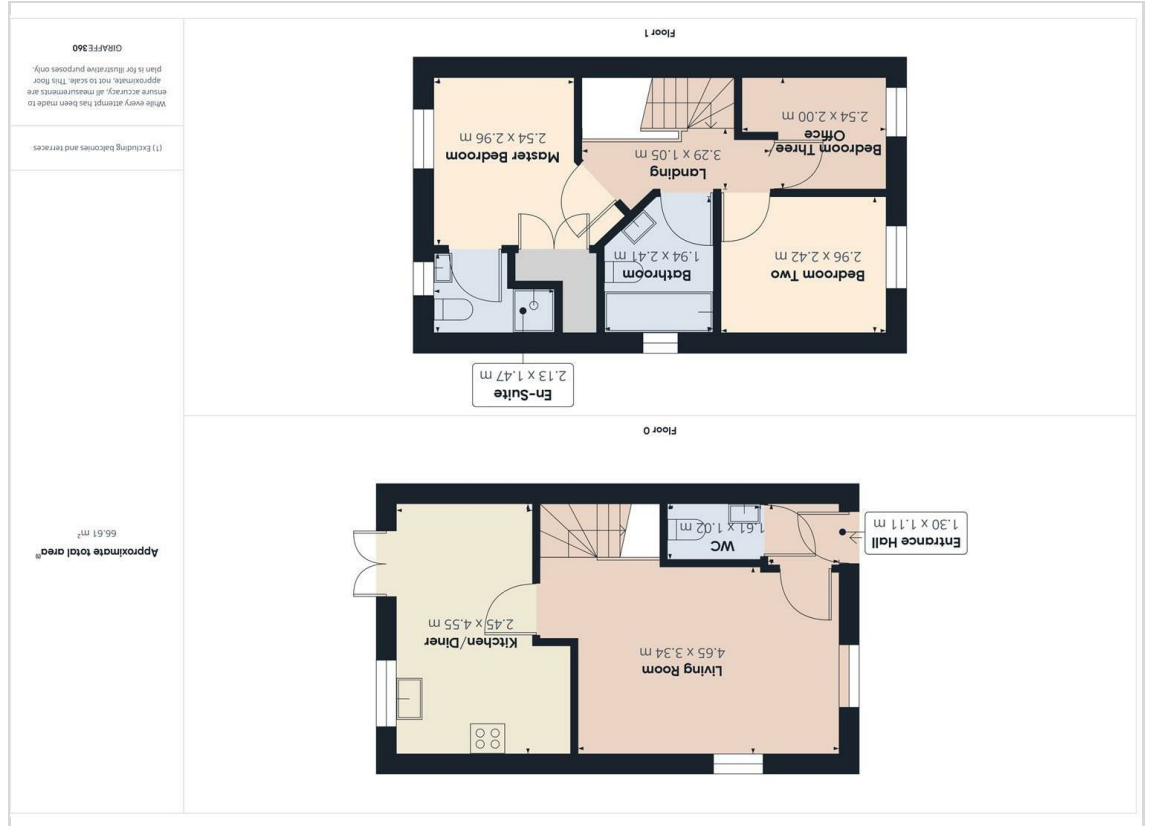 Floor 0
Entrance Hall
1.30 x 1.11 m
WC
1.61 x 1.02 m
Living Room
4.65 x 3.34 m
Kitchen/Diner
2.45 x 4.55 m
Floor 1
En-Suite
2.13 x 1.47 m
Bedroom Two
2.96 x 2.42 m
Bathroom
1.94 x 2.41 m
Landing
3.29 x 1.05 m
Master Bedroom
2.54 x 2.96 m
Bedroom Three /
Office
2.54 x 2.00 m
Approximate total area(1)
66.61 m²
(1) Excluding balconies and terraces
While every attempt has been made to
ensure accuracy, all measurements are
approximate, not to scale. This floor
plan is for illustrative purposes only.
GIRAFFE360